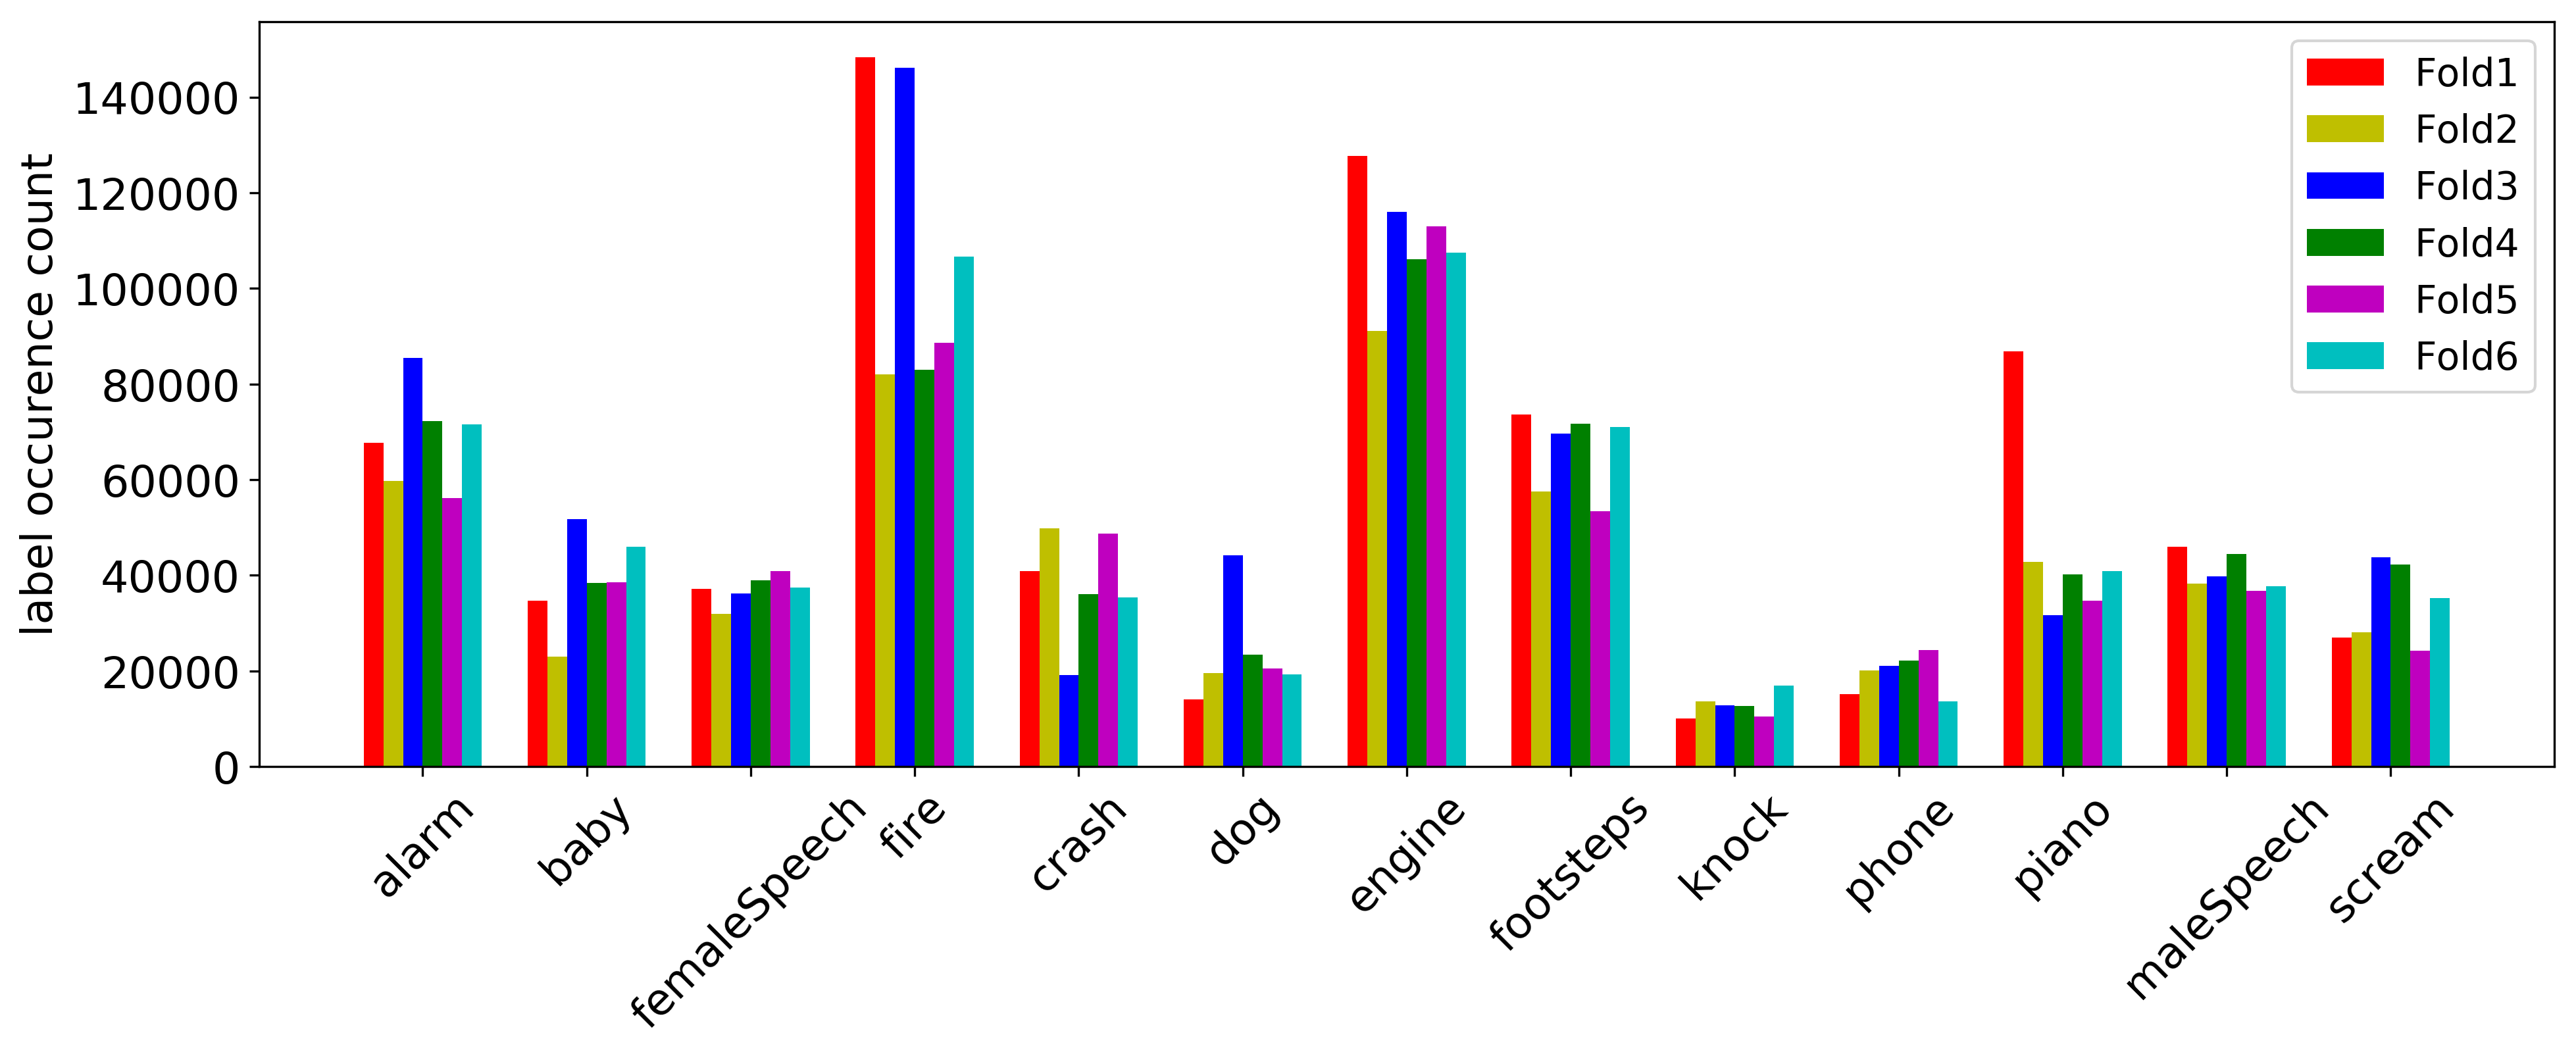 label occurence count
140000
120000
100000
80000
60000
40000
20000
0
alarm
baby
femaleSpeech
fire
crash
dog
engine
footsteps
knock
phone
piano
maleSpeech
scream
Fold1
Fold2
Fold3
Fold4
Fold5
Fold6